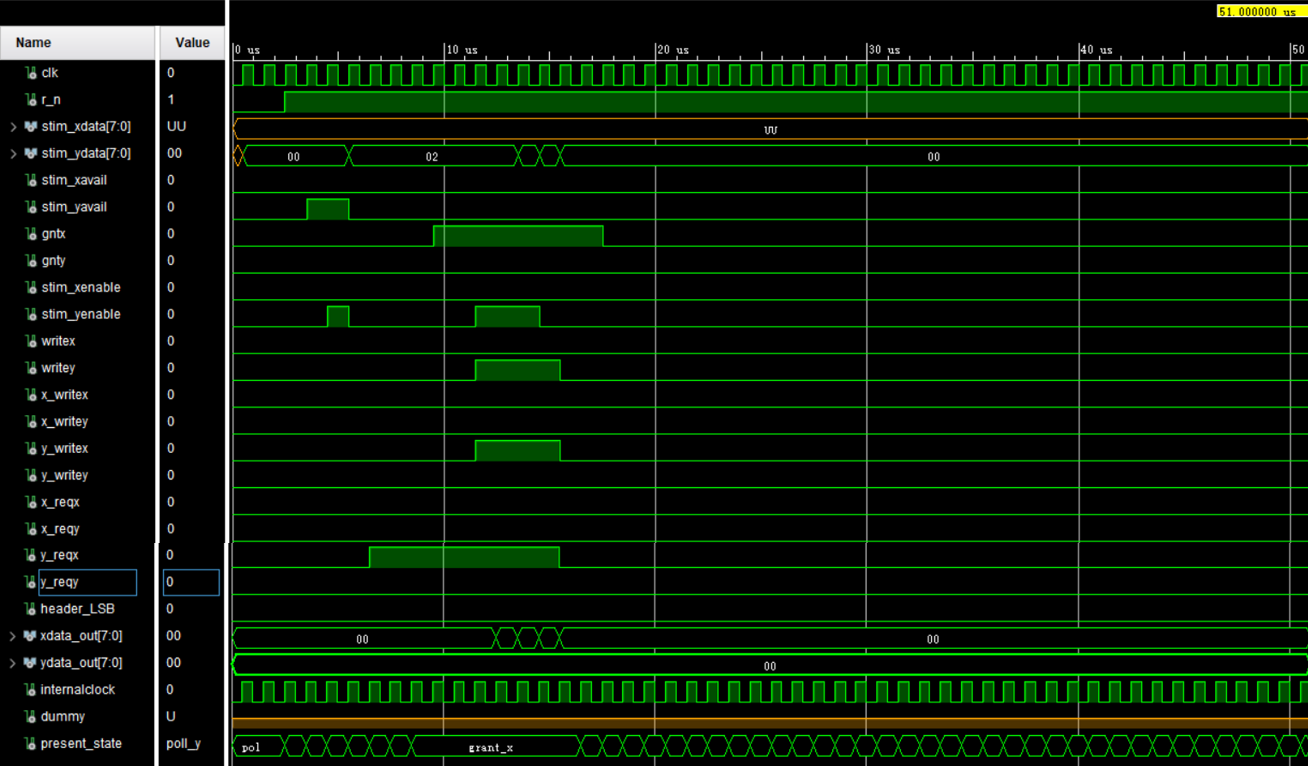 51.000000 us
Name Value
0 us 10 us 20 us 30 us 40 us 50
clk 0
r_n 1
stim_xdata[7:0] UU UU
stim_ydata[7:0] 00 00 02 00
stim_xavail 0
stim_yavail 0
gntx 0
gnty 0
stim_xenable 0
stim_yenable 0
writex 0
writey 0
x_writex 0
x_writey 0
y_writex 0
y_writey 0
x_reqx 0
x_reqy 0
y_reqx 0
y_reqy 0
header_LSB 0
xdata_out[7:0] 00 00 00
ydata_out[7:0] 00 00
internalclock 0
dummy U
present_state poll_y pol grant_x